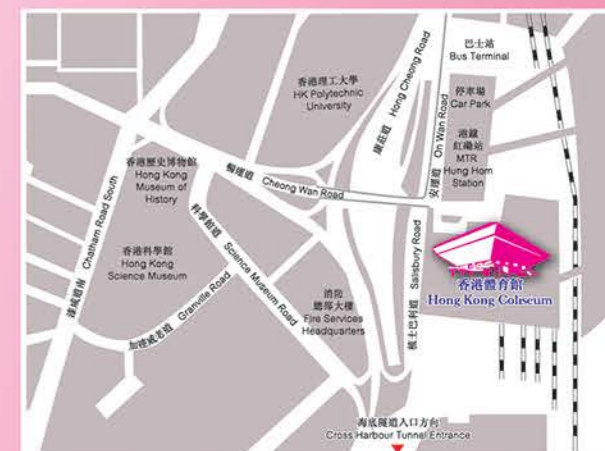 巴士站
Bus Terminal
康莊道 Hong Cheong Road
香港理工大學
HK Polytechnic
University
停車場
Car Park
安運道 On Wan Road
港鐵
紅磡站
MTR
Hung Hom
Station
香港歷史博物館
Hong Kong
Museum of
History
暢運道 Cheong Wan Road
漆咸道南 Chatham Road South
科學館道 Science Museum Road
香港科學館
Hong Kong
Science Museum
梳士巴利道 Salisbury Road
香港體育館
Hong Kong Coliseum
加連威老道 Granville Road
消防
總部大樓
Fire Services
Headquarters
海底隧道入口方向
Cross Harbour Tunnel Entrance